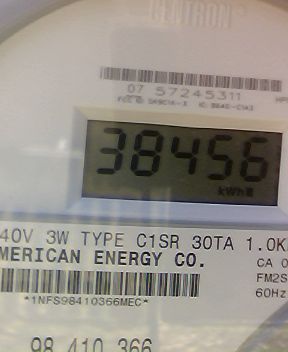 CENTRON®
07 57245311
38456
kWh
40V 3W TYPE C1SR 30TA 1.0K
MERICAN ENERGY CO.
CA 0
FM2S
60Hz
*1NFS98410366MEC*
98 410 366